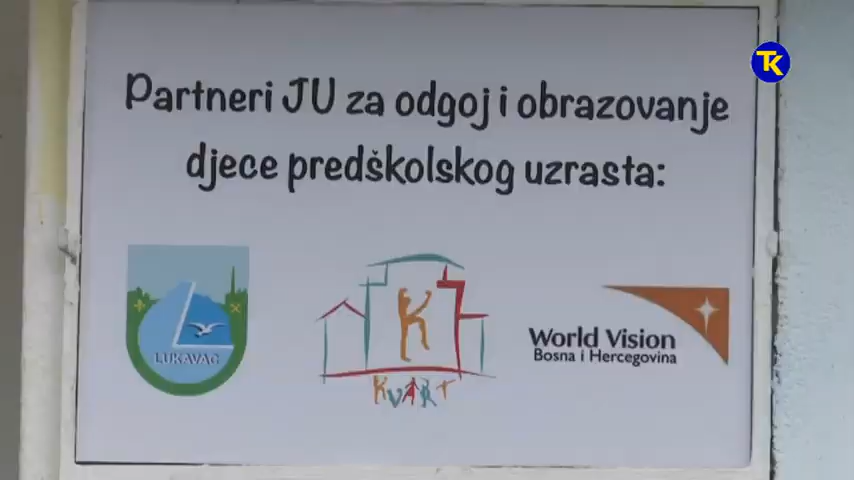 TK
Partneri JU za odgoj i obrazovanje
djece predškolskog uzrasta:
LUKAVAC
KVART
World Vision
Bosna i Hercegovina